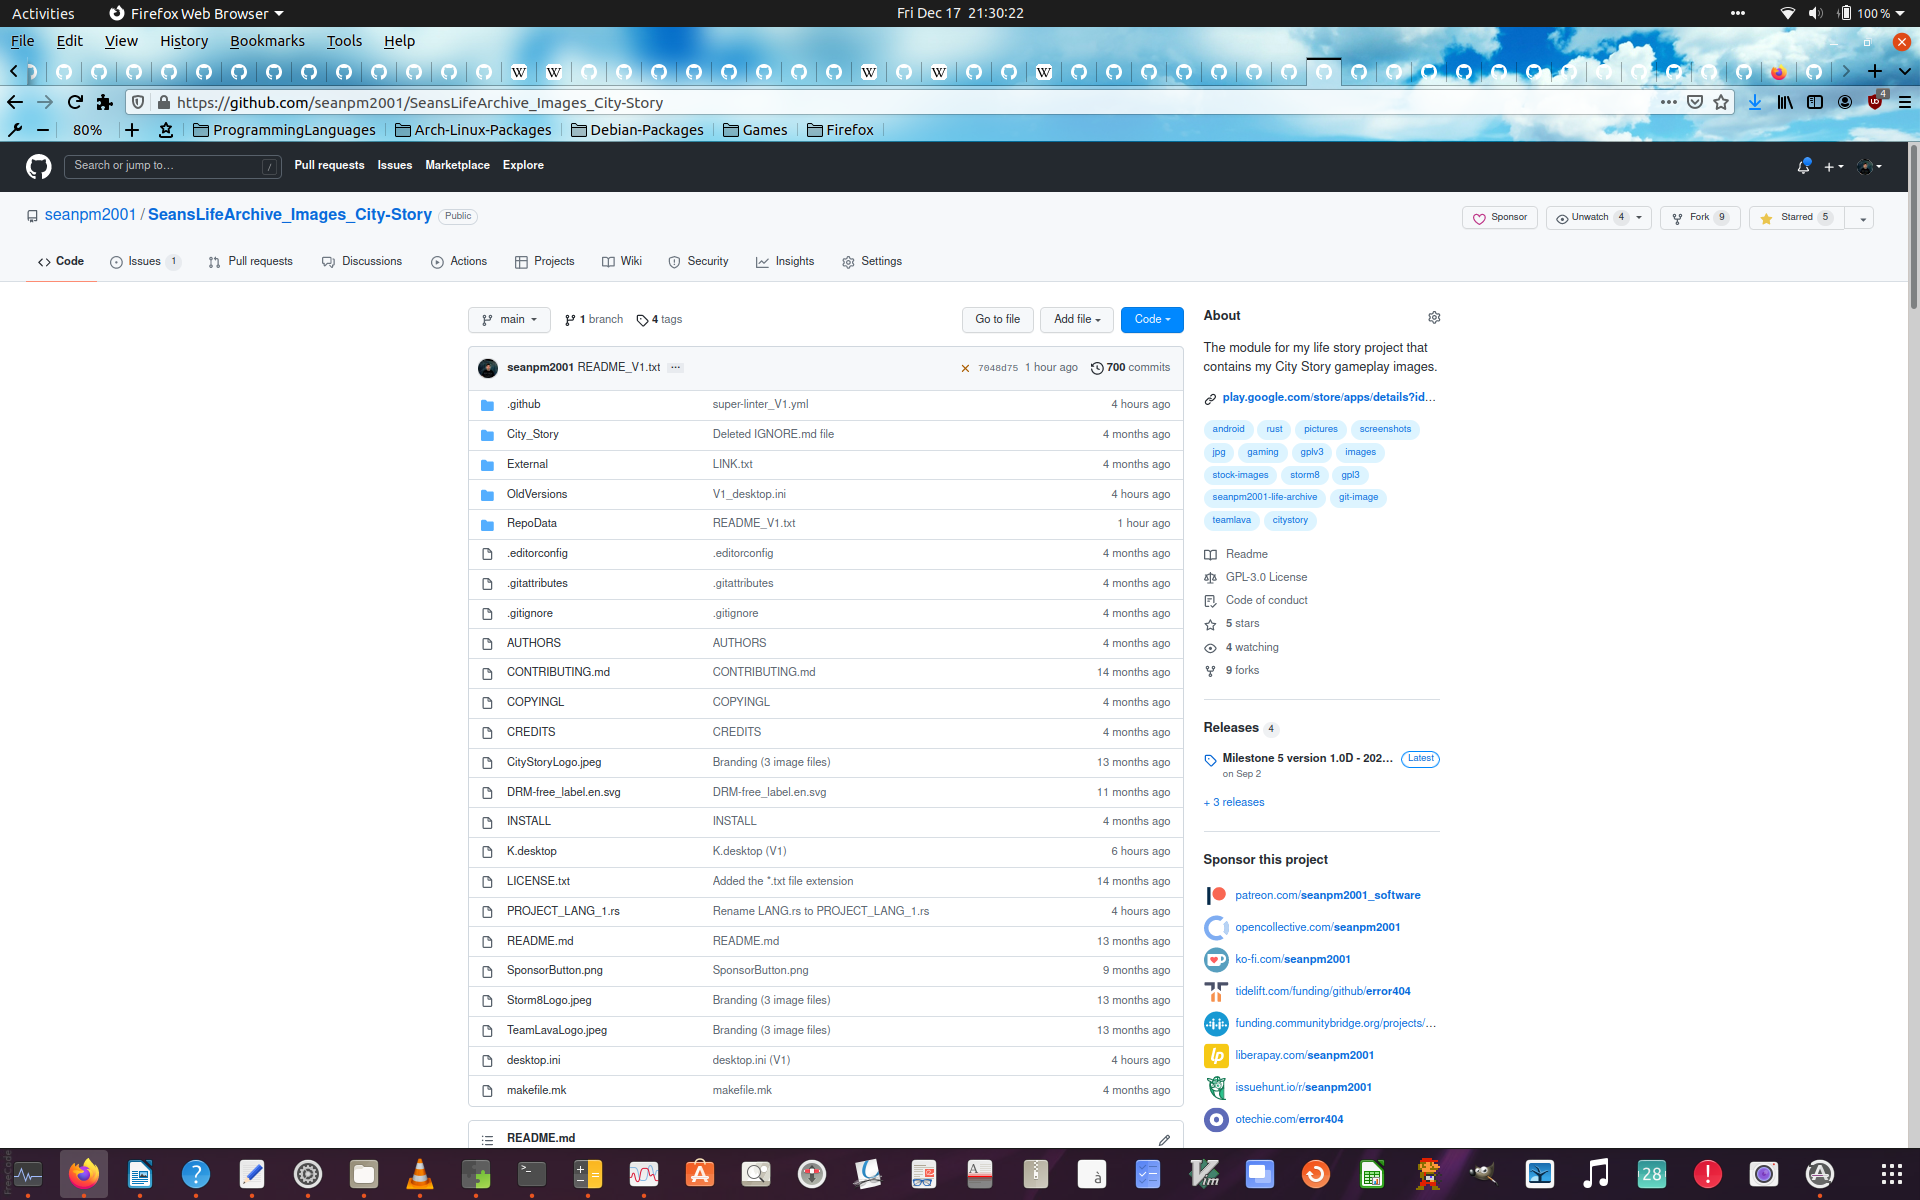 Activities Firefox Web Browser Fri Dec 17 21:30:22 100 %
File Edit View History Bookmarks Tools Help
https://github.com/seanpm2001/SeansLifeArchive_Images_City-Story 4
80% ProgrammingLanguages Arch-Linux-Packages Debian-Packages Games Firefox
Search or jump to… / Pull requests Issues Marketplace Explore
seanpm2001 / SeansLifeArchive_Images_City-Story Public Sponsor Unwatch 4 Fork 9 Starred 5
Code Issues 1 Pull requests Discussions Actions Projects Wiki Security Insights Settings
main 1 branch 4 tags Go to file Add file Code
seanpm2001 README_V1.txt ... 7048d75 1 hour ago 700 commits
.github super-linter_V1.yml 4 hours ago
City_Story Deleted IGNORE.md file 4 months ago
External LINK.txt 4 months ago
OldVersions V1_desktop.ini 4 hours ago
RepoData README_V1.txt 1 hour ago
.editorconfig .editorconfig 4 months ago
.gitattributes .gitattributes 4 months ago
.gitignore .gitignore 4 months ago
AUTHORS AUTHORS 4 months ago
CONTRIBUTING.md CONTRIBUTING.md 14 months ago
COPYINGL COPYINGL 4 months ago
CREDITS CREDITS 4 months ago
CityStoryLogo.jpeg Branding (3 image files) 13 months ago
DRM-free_label.en.svg DRM-free_label.en.svg 11 months ago
INSTALL INSTALL 4 months ago
K.desktop K.desktop (V1) 6 hours ago
LICENSE.txt Added the *.txt file extension 14 months ago
PROJECT_LANG_1.rs Rename LANG.rs to PROJECT_LANG_1.rs 4 hours ago
README.md README.md 13 months ago
SponsorButton.png SponsorButton.png 9 months ago
Storm8Logo.jpeg Branding (3 image files) 13 months ago
TeamLavaLogo.jpeg Branding (3 image files) 13 months ago
desktop.ini desktop.ini (V1) 4 hours ago
makefile.mk makefile.mk 4 months ago
README.md
About
The module for my life story project that
contains my City Story gameplay images.
play.google.com/store/apps/details?id…
android rust pictures screenshots
jpg gaming gplv3 images
stock-images storm8 gpl3
seanpm2001-life-archive git-image
teamlava citystory
Readme
GPL-3.0 License
Code of conduct
5 stars
4 watching
9 forks
Releases 4
Milestone 5 version 1.0D - 202… Latest
on Sep 2
+ 3 releases
Sponsor this project
patreon.com/seanpm2001_software
opencollective.com/seanpm2001
ko-fi.com/seanpm2001
tidelift.com/funding/github/error404
funding.communitybridge.org/projects/…
liberapay.com/seanpm2001
issuehunt.io/r/seanpm2001
otechie.com/error404
28